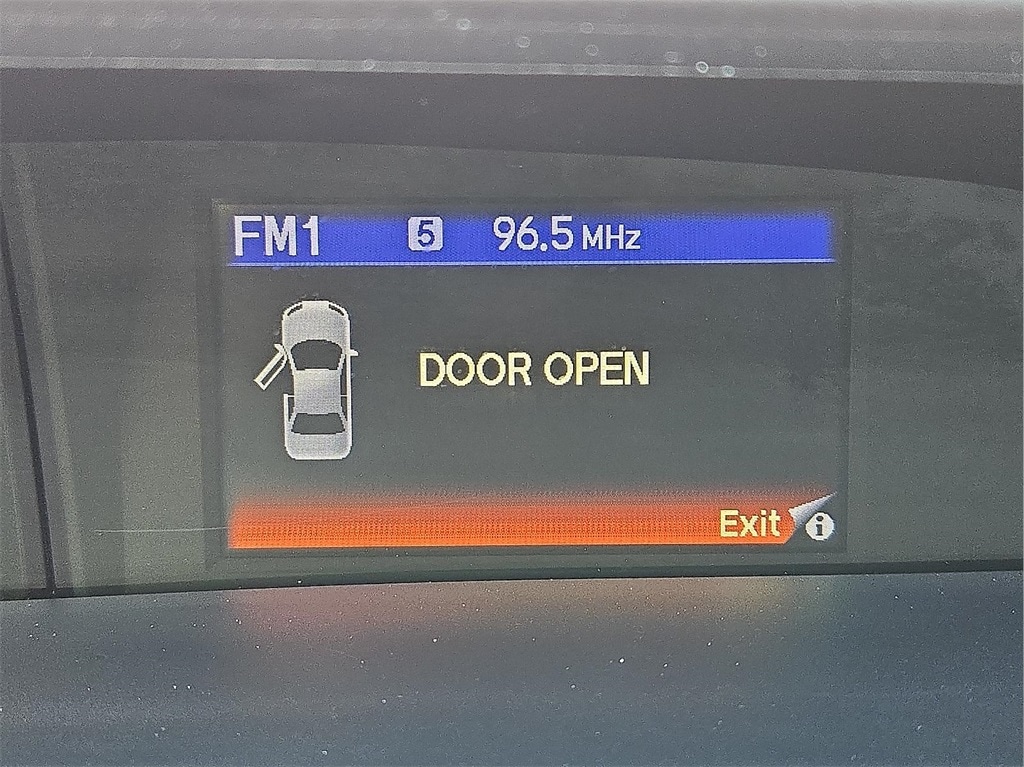 FM1 5 96.5 MHz
DOOR OPEN
Exit i